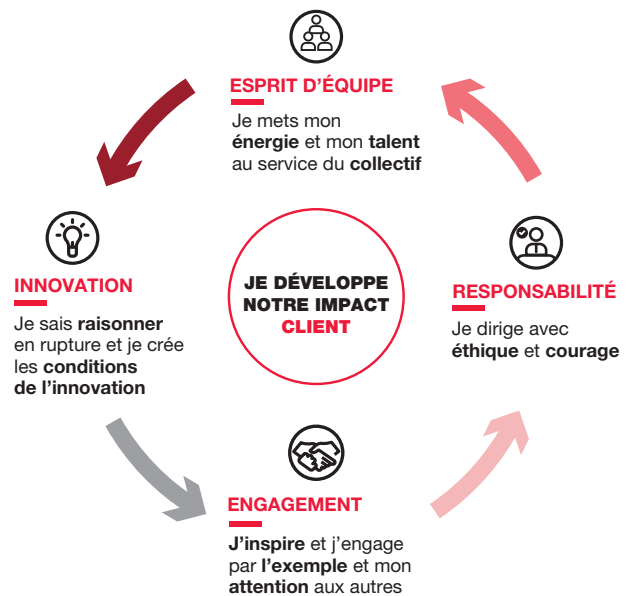 ESPRIT D’ÉQUIPE
Je mets mon
énergie et mon talent
au service du collectif
INNOVATION
Je sais raisonner
en rupture et je crée
les conditions
de l’innovation
JE DÉVELOPPE
NOTRE IMPACT
CLIENT
RESPONSABILITÉ
Je dirige avec
éthique et courage
ENGAGEMENT
J’inspire et j’engage
par l’exemple et mon
attention aux autres